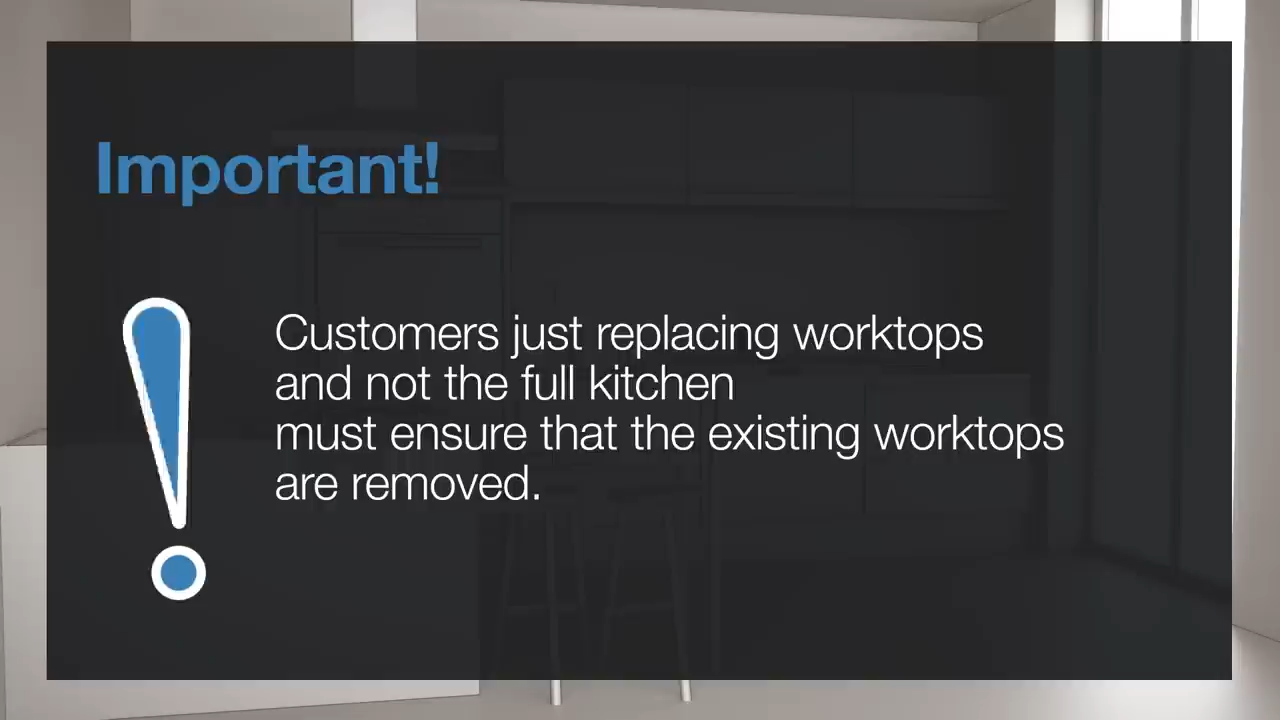 Important!
Customers just replacing worktops
and not the full kitchen
must ensure that the existing worktops
are removed.